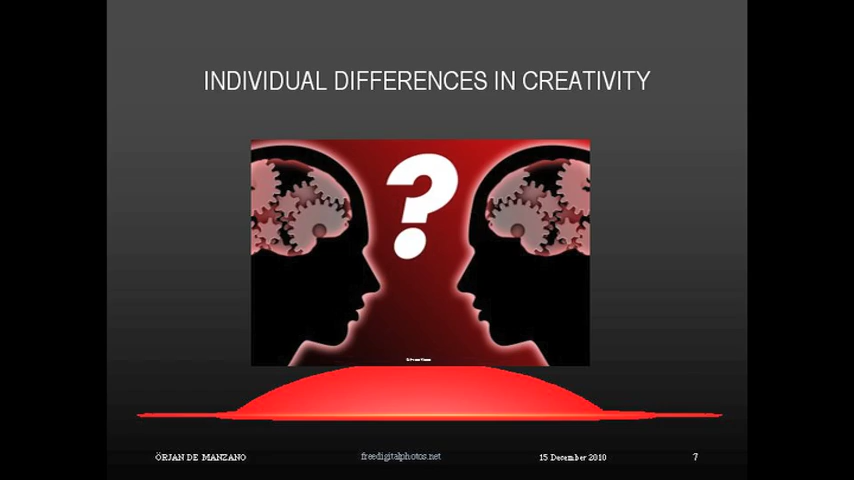 INDIVIDUAL DIFFERENCES IN CREATIVITY
?
ÖRJAN DE MANZANO
freedigitalphotos.net
15 December 2010
7